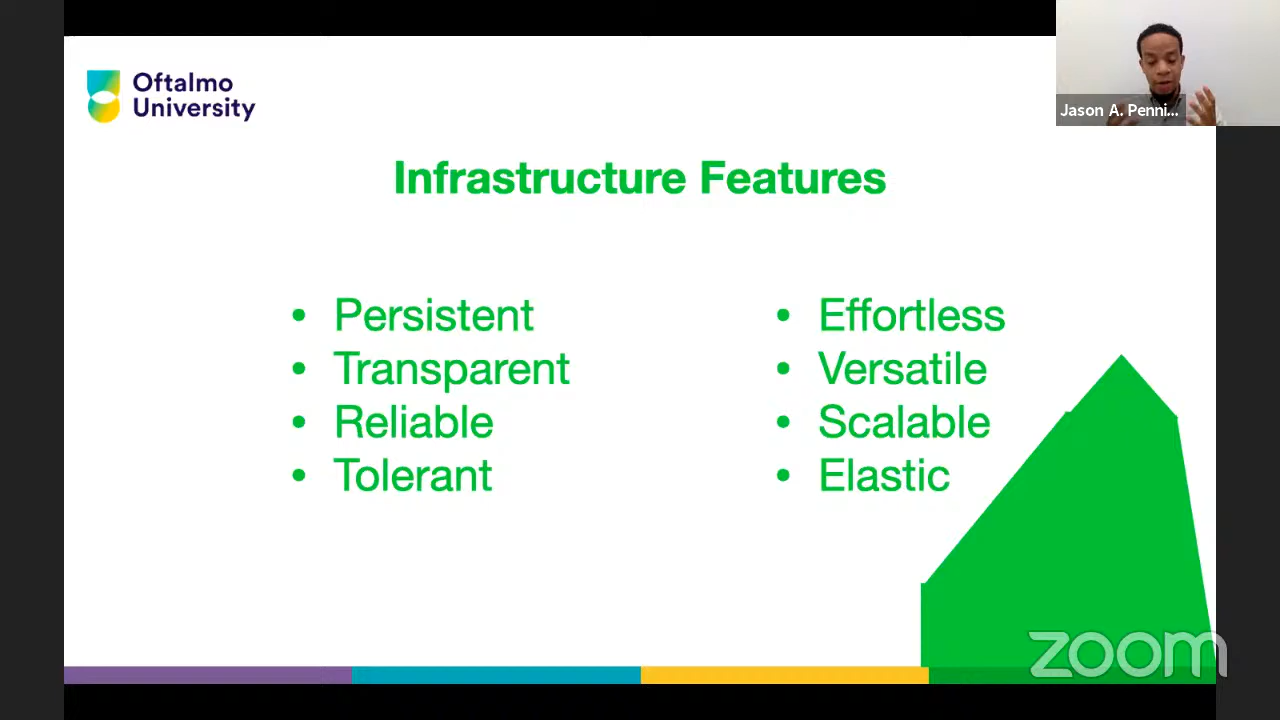 Oftalmo
University
Jason A. Penni...
Infrastructure Features
• Persistent
• Transparent
• Reliable
• Tolerant
• Effortless
• Versatile
• Scalable
• Elastic
zoom